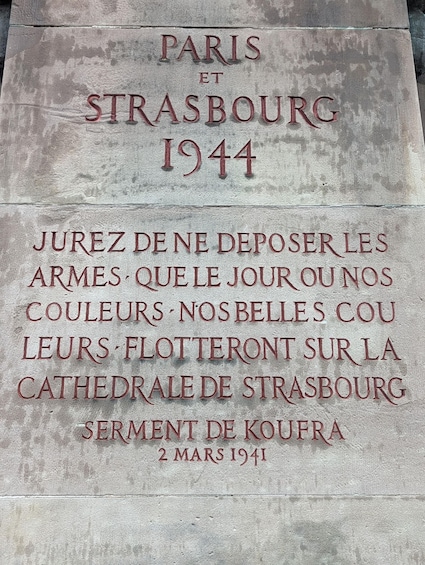 PARIS
ET
STRASBOURG
1944
JUREZ DE NE DEPOSER LES
ARMES · QUE LE JOUR OU NOS
COULEURS · NOS BELLES COU
LEURS · FLOTTERONT SUR LA
CATHEDRALE DE STRASBOURG
SERMENT DE KOUFRA
2 MARS 1941